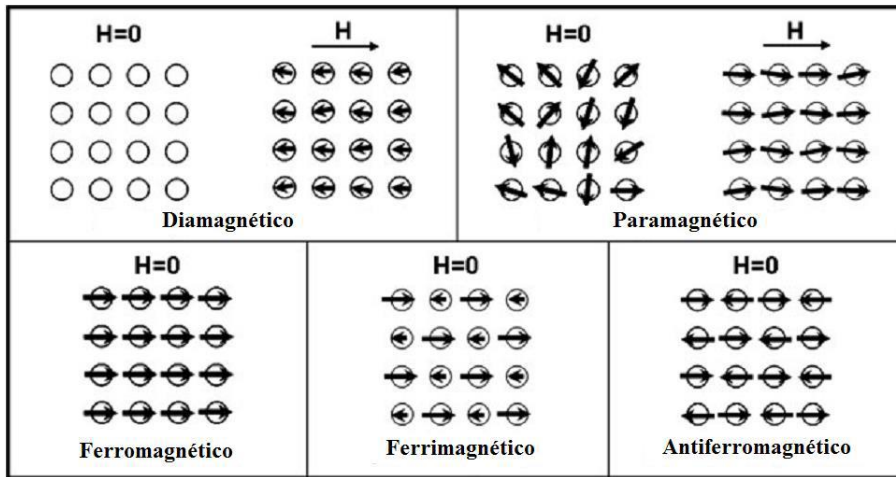 H=0
H
Diamagnético
H=0
H
Paramagnético
H=0
Ferromagnético
H=0
Ferrimagnético
H=0
Antiferromagnético